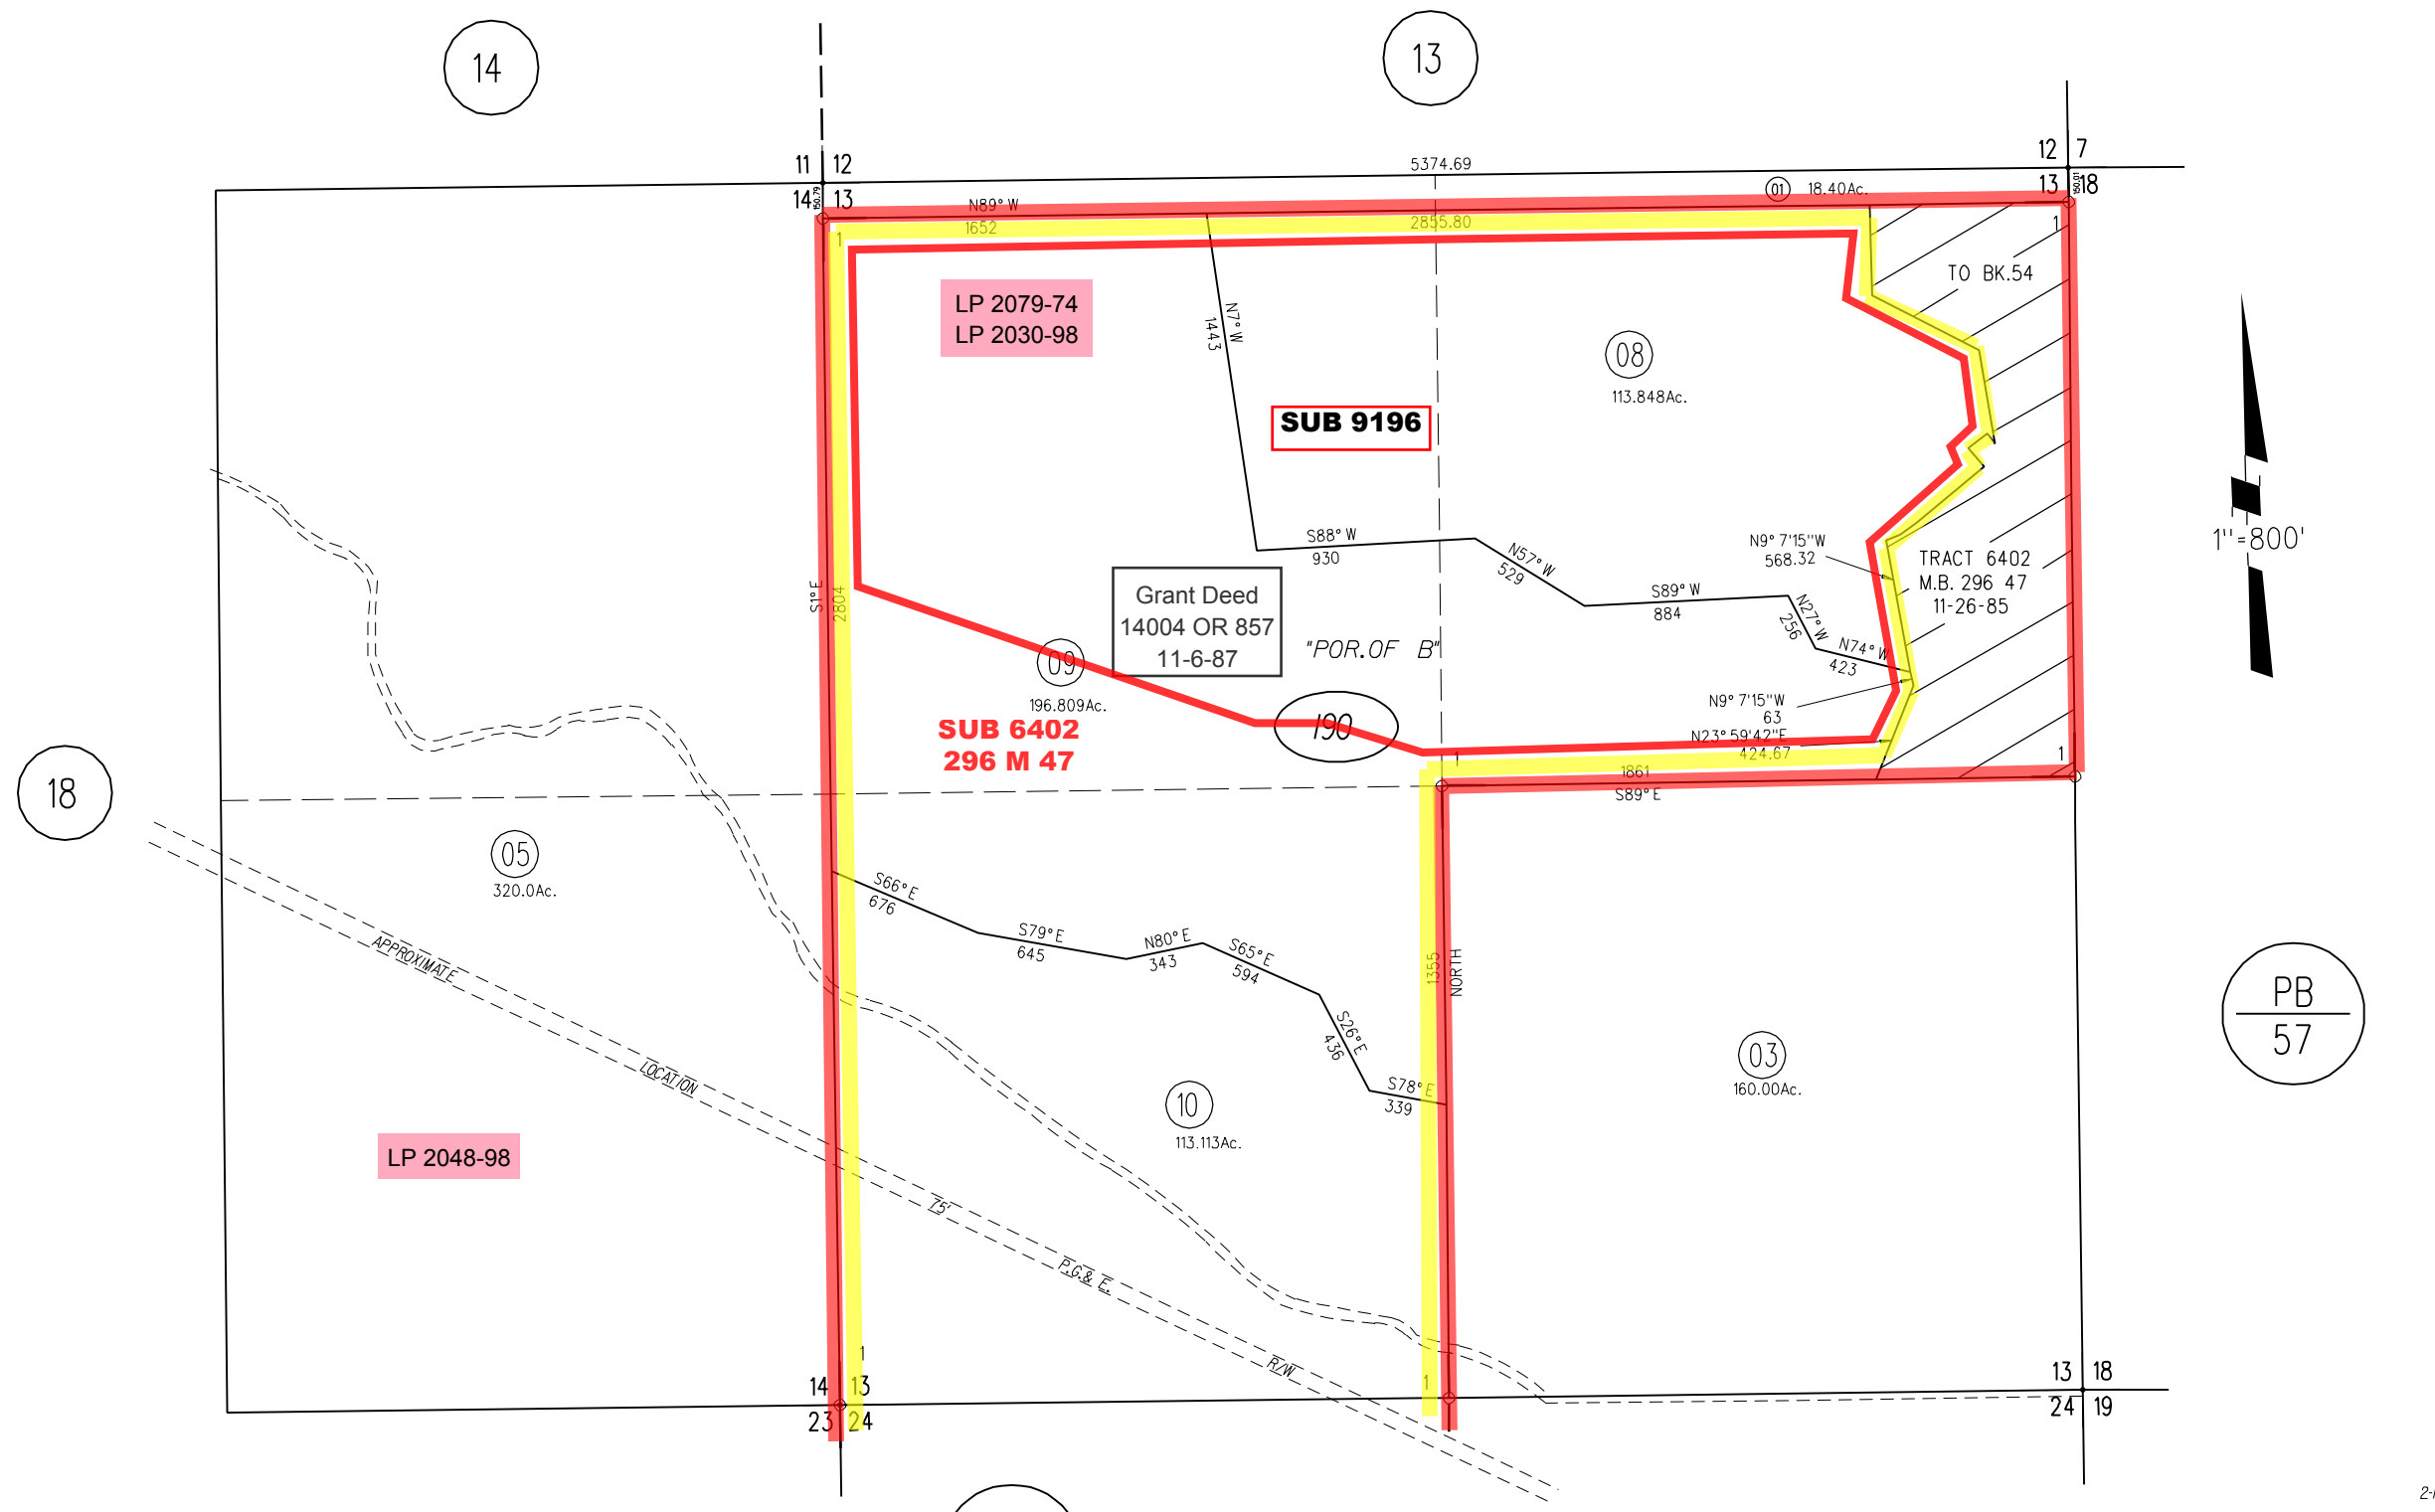 14
13
11 12
5374.69
12 7
14 13
150.79
01 18.40Ac.
13 18
150.01
N89° W
1652
2855.80
1
1
TO BK.54
LP 2079-74
LP 2030-98
N7° W
1443
08
113.848Ac.
SUB 9196
1"=800'
S88° W
930
N57° W
529
N9° 7'15"W
568.32
TRACT 6402
M.B. 296 47
11-26-85
S1° E
2804
Grant Deed
14004 OR 857
11-6-87
S89° W
884
N27° W
256
"POR. OF B"
N74° W
423
09
196.809Ac.
N9° 7'15"W
63
SUB 6402
296 M 47
190
N23° 59'42"E
424.67
1
1
1861
S89° E
18
05
320.0Ac.
S66° E
676
S79° E
645
N80° E
343
S65° E
594
1355
NORTH
APPROXIMATE
S26° E
436
PB
57
LOCATION
03
160.00Ac.
S78° E
339
10
113.113Ac.
LP 2048-98
75'
P.G.& E.
R/W
1
1
14 13
13 18
23 24
24 19